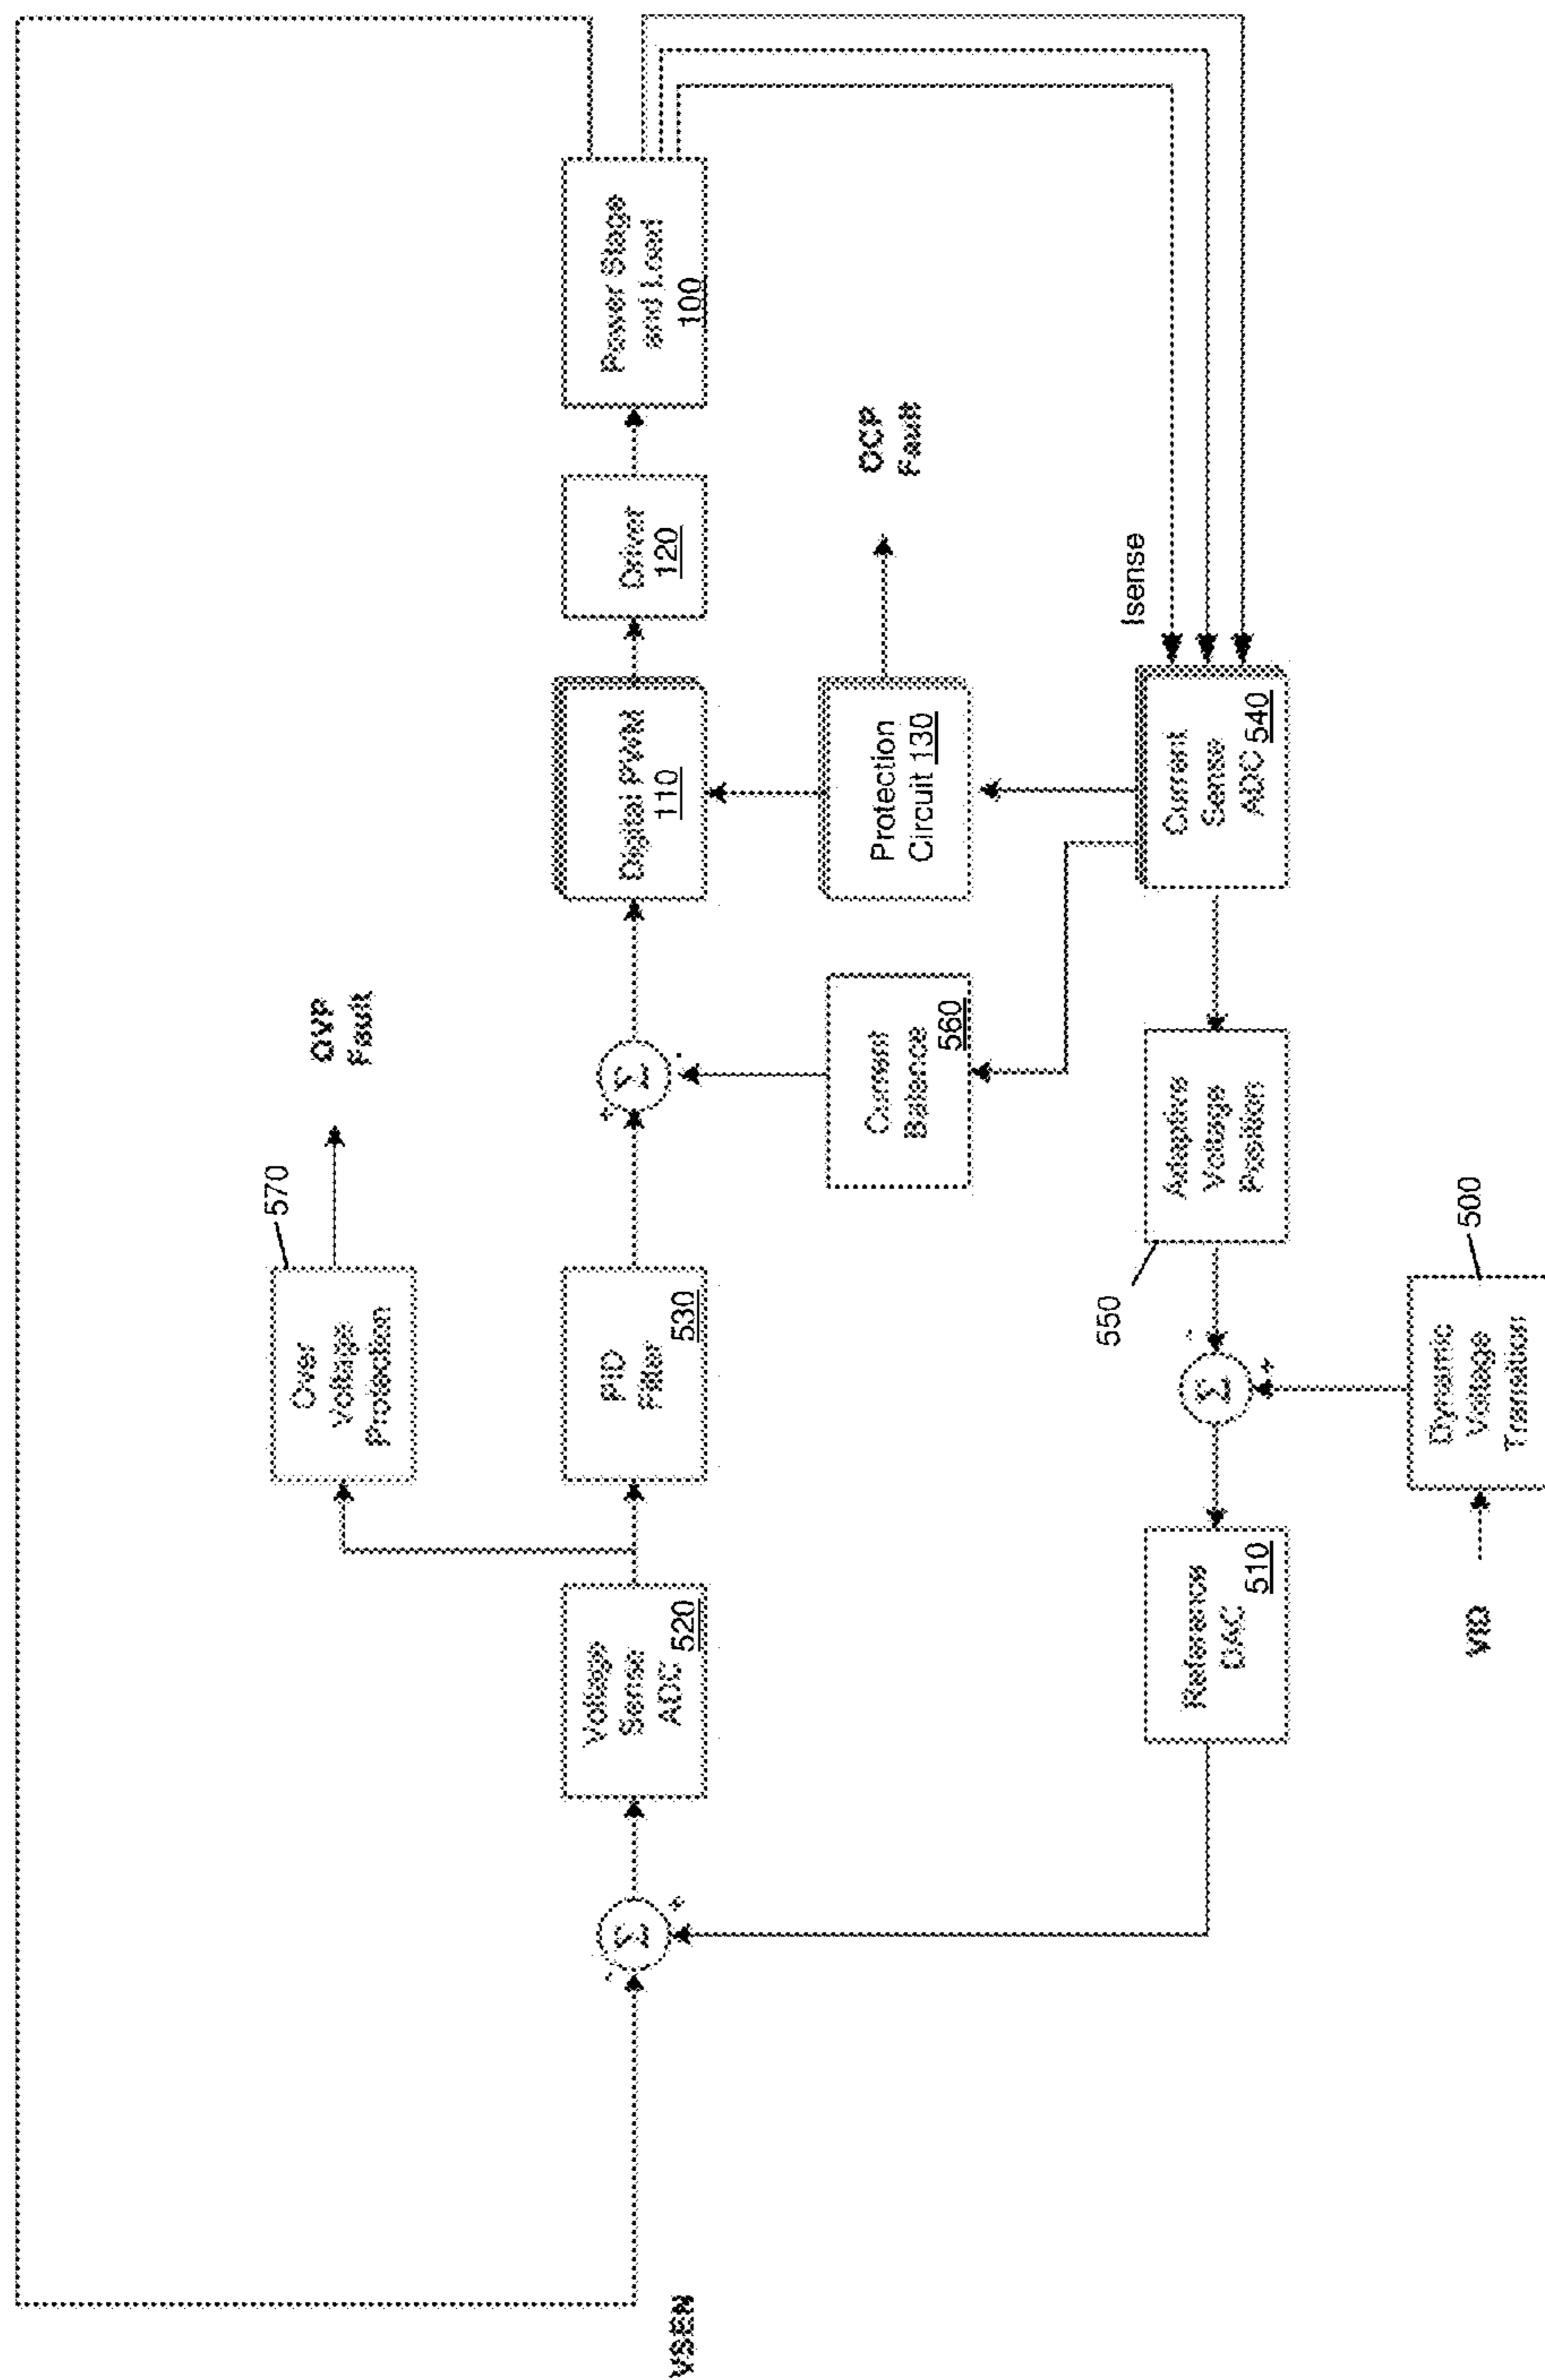 OVP
Fault
570
Over
Voltage
Protection
VSEN
-
Σ
+
Voltage
Sense
ADC 520
PID
Filter
530
+
Σ
-
Digital PWM
110
Driver
120
Power Stage
and Load
100
Current
Balance
560
Protection
Circuit 130
OCP
Fault
Isense
Reference
DAC
510
Σ
-
+
550
Adaptive
Voltage
Position
Current
Sense
ADC 540
VID
Dynamic
Voltage
Transition
500